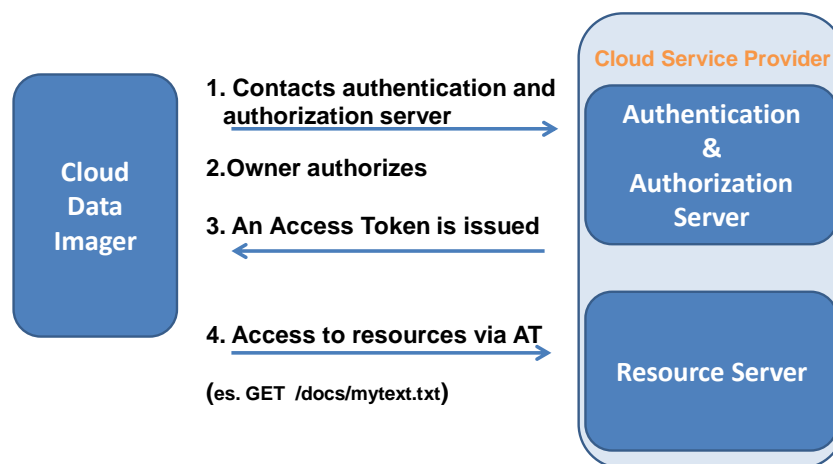 Cloud
Data
Imager
1. Contacts authentication and
authorization server
2.Owner authorizes
3. An Access Token is issued
4. Access to resources via AT
(es. GET /docs/mytext.txt)
Cloud Service Provider
Authentication
&
Authorization
Server
Resource Server